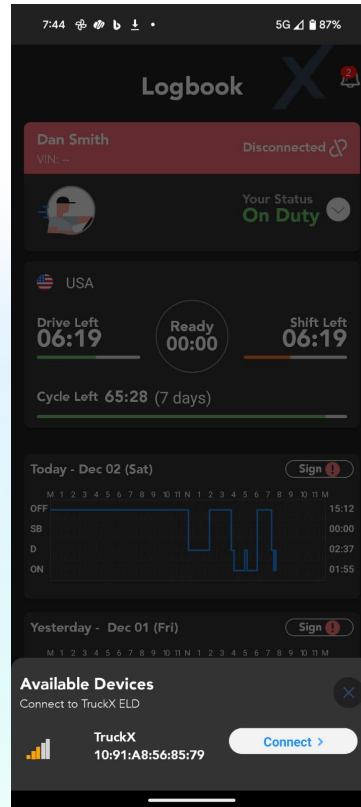 7:44
5G 87%
Logbook
2
Dan Smith
VIN: --
Disconnected
Your Status
On Duty
USA
Drive Left
06:19
Ready
00:00
Shift Left
06:19
Cycle Left 65:28 (7 days)
Today - Dec 02 (Sat)
Sign
M 1 2 3 4 5 6 7 8 9 10 11 N 1 2 3 4 5 6 7 8 9 10 11 M
OFF 15:12
SB 00:00
D 02:37
ON 01:55
Yesterday - Dec 01 (Fri)
Sign
M 1 2 3 4 5 6 7 8 9 10 11 N 1 2 3 4 5 6 7 8 9 10 11 M
Available Devices
Connect to TruckX ELD
TruckX
10:91:A8:56:85:79
Connect >